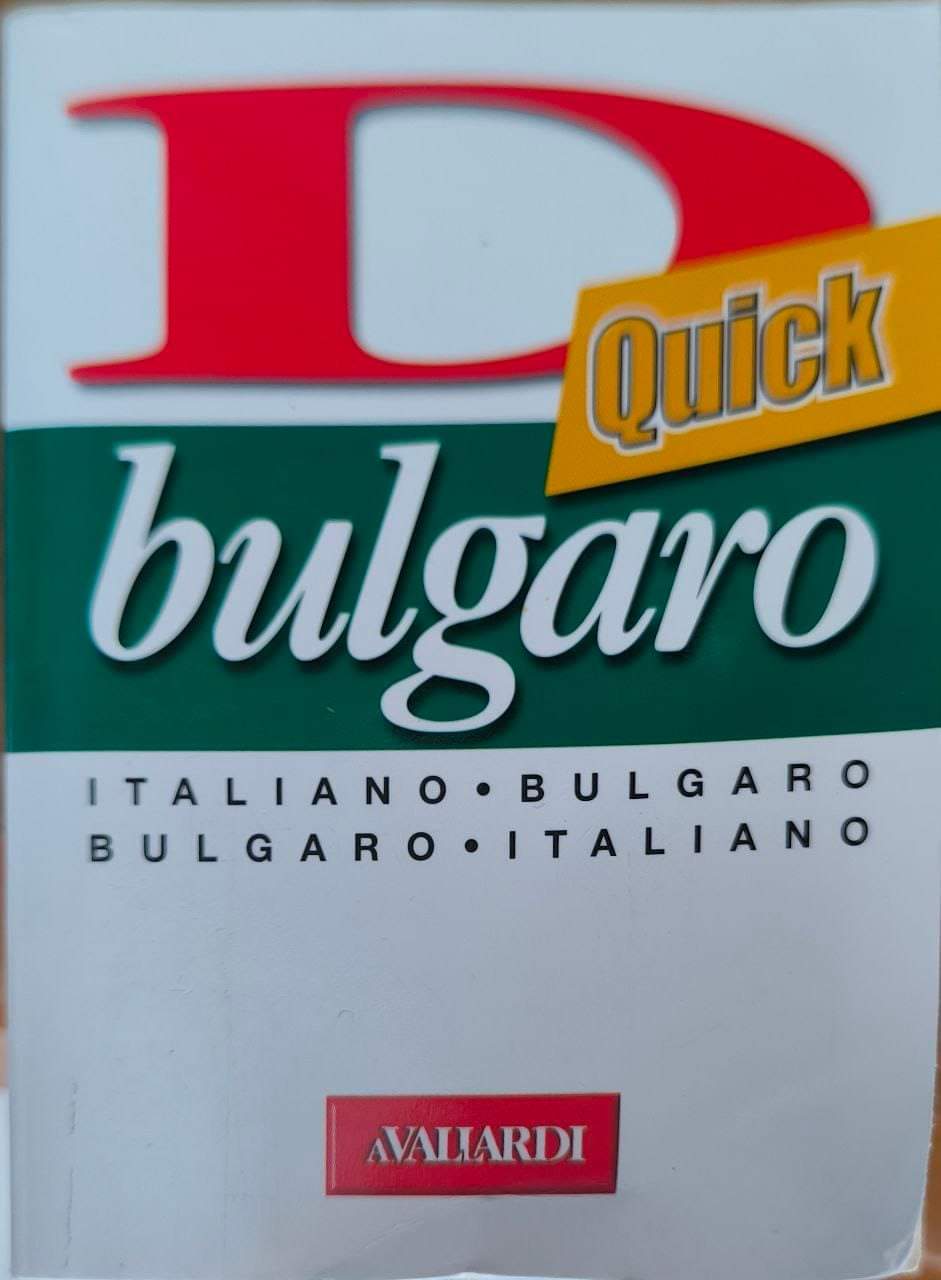 D
Quick
bulgaro
ITALIANO • BULGARO
BULGARO • ITALIANO
AVALLARDI